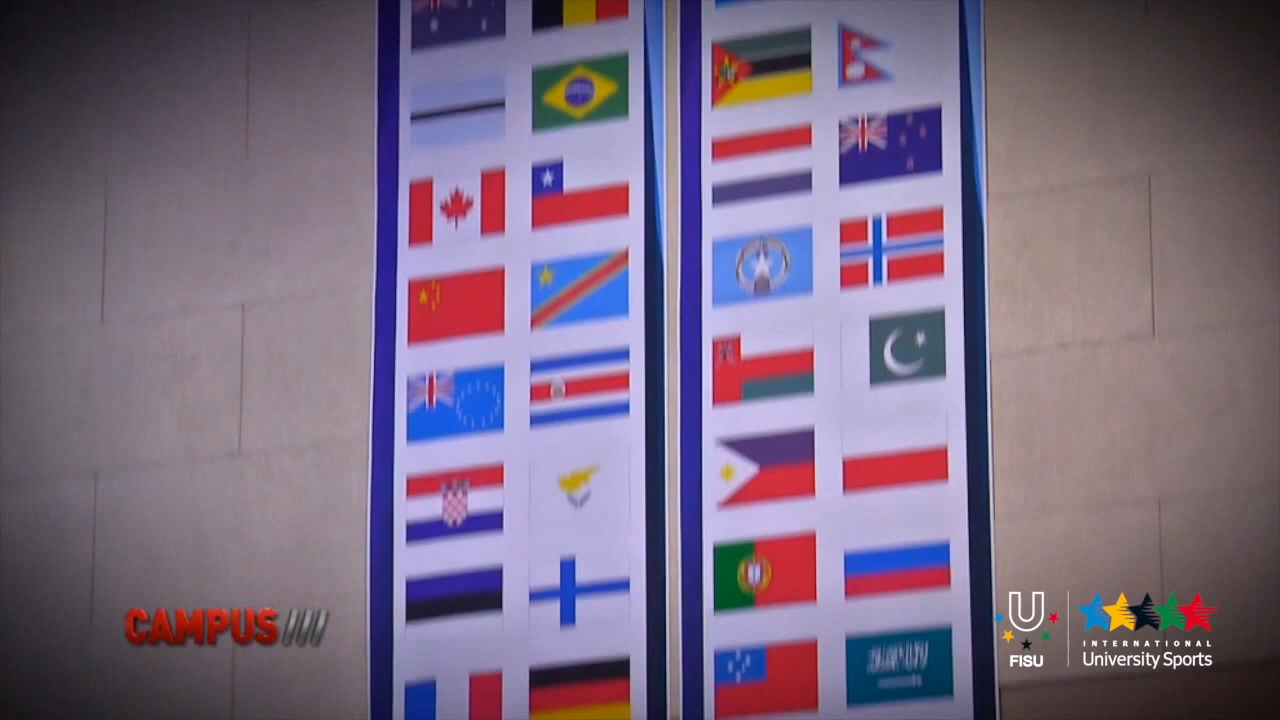 CAMPUS
U
FISU
INTERNATIONAL
University Sports